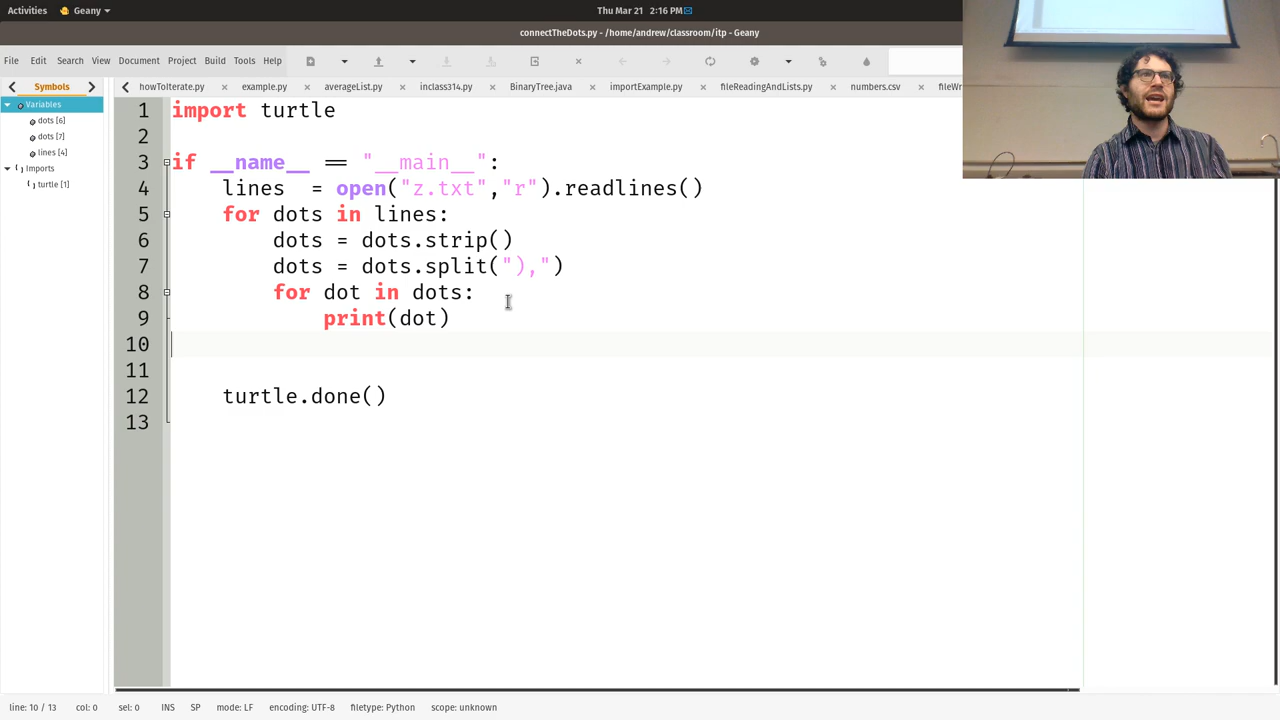 Activities Geany Thu Mar 21 2:16 PM
connectTheDots.py - /home/andrew/classroom/itp - Geany
File Edit Search View Document Project Build Tools Help
Symbols howToIterate.py example.py averageList.py inclass314.py BinaryTree.java importExample.py fileReadingAndLists.py numbers.csv fileWr
Variables
dots [6]
dots [7]
lines [4]
Imports
turtle [1]
1 import turtle
2
3 if __name__ == "__main__":
4 lines = open("z.txt","r").readlines()
5 for dots in lines:
6 dots = dots.strip()
7 dots = dots.split("),")
8 for dot in dots:
9 print(dot)
10
11
12 turtle.done()
13
line: 10 / 13 col: 0 sel: 0 INS SP mode: LF encoding: UTF-8 filetype: Python scope: unknown